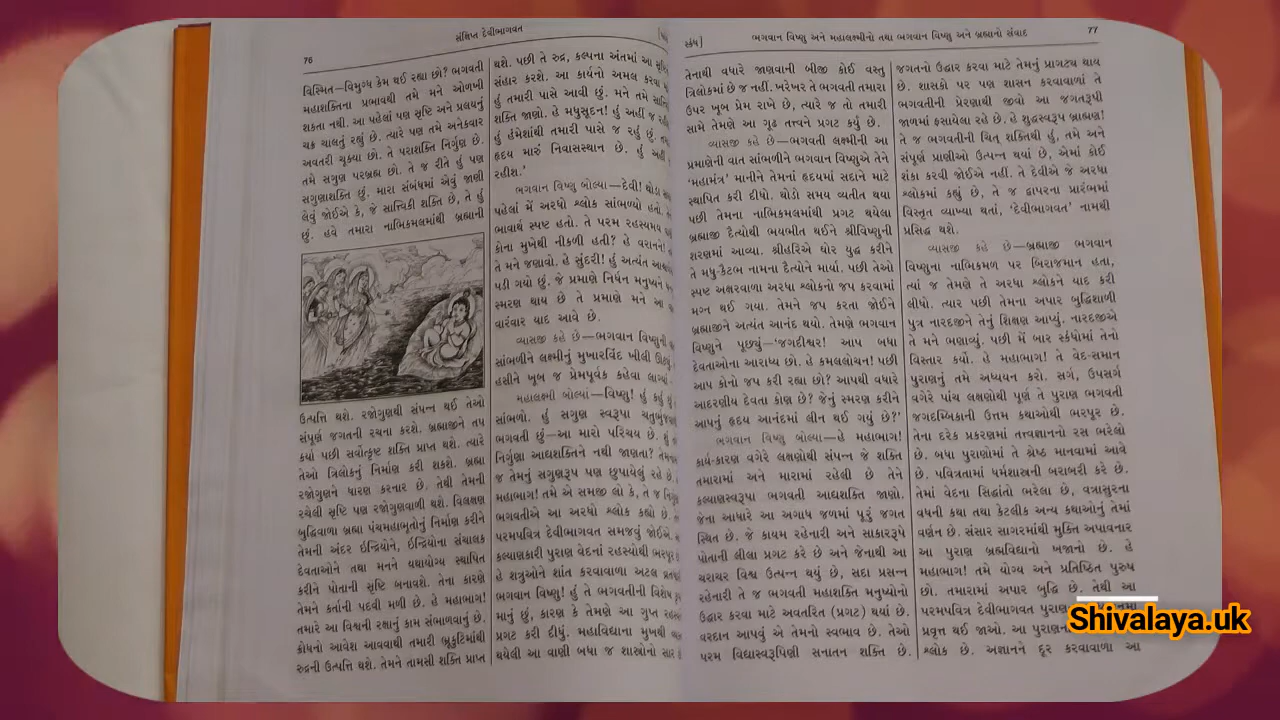 76
સંક્ષિપ્ત દેવીભાગવત
વિસ્મિત—વિમુગ્ધ કેમ થઈ રહ્યા છો? ભગવતી
મહાશક્તિના પ્રભાવથી તમે મને ઓળખી
શકતા નથી. આ પહેલાં પણ સૃષ્ટિ અને પ્રલયનું
ચક્ર ચાલતું રહ્યું છે. ત્યારે પણ તમે અનેકવાર
અવતરી ચૂક્યા છો. તે પરાશક્તિ નિર્ગુણ છે.
તમે સગુણ પરબ્રહ્મ છો. તે જ રીતે હું પણ
સગુણાશક્તિ છું. મારા સંબંધમાં એવું જાણી
લેવું જોઈએ કે, જે સાત્ત્વિકી શક્તિ છે, તે હું
છું. હવે તમારા નાભિકમલમાંથી બ્રહ્માની
ઉત્પત્તિ થશે. રજોગુણથી સંપન્ન થઈ તેઓ
સંપૂર્ણ જગતની રચના કરશે. બ્રહ્માજીને તપ
કર્યા પછી સર્વોત્કૃષ્ટ શક્તિ પ્રાપ્ત થશે. ત્યારે
તેઓ ત્રિલોકનું નિર્માણ કરી શકશે. બ્રહ્મા
રજોગુણને ધારણ કરનાર છે. તેથી તેમની
રચેલી સૃષ્ટિ પણ રજોગુણવાળી થશે. વિલક્ષણ
બુદ્ધિવાળા બ્રહ્મા પંચમહાભૂતોનું નિર્માણ કરીને
તેમની અંદર ઇન્દ્રિયોને, ઇન્દ્રિયોના સંચાલક
દેવતાઓને તથા મનને યથાયોગ્ય સ્થાપિત
કરીને પોતાની સૃષ્ટિ બનાવશે. તેના કારણે
તેમને કર્તાની પદવી મળી છે. હે મહાભાગ!
તમારે આ વિશ્વની રક્ષાનું કામ સંભાળવાનું છે.
ક્રોધનો આવેશ આવવાથી તમારી ભ્રૂકુટિમાંથી
રુદ્રની ઉત્પત્તિ થશે. તેમને તામસી શક્તિ પ્રાપ્ત
થશે. પછી તે રુદ્ર, કલ્પના અંતમાં આ
સંહાર કરશે. આ કાર્યનો અમલ કરવા
હું તમારી પાસે આવી છું. મને તમે
શક્તિ જાણો. હે મધુસૂદન! હું અહીં જ
હું હંમેશાંથી તમારી પાસે જ રહું છું.
હૃદય મારું નિવાસસ્થાન છે. હું અહીં
રહીશ.'
ભગવાન વિષ્ણુ બોલ્યા—દેવી! થોડા
પહેલાં મેં અરધો શ્લોક સાંભળ્યો હતો,
ભાવાર્થ સ્પષ્ટ હતો. તે પરમ રહસ્યમય
કોના મુખેથી નીકળી હતી? હે વરાનને!
તે મને જણાવો. હે સુંદરી! હું અત્યંત
પડી ગયો છું. જે પ્રમાણે નિર્ધન મનુષ્યને
સ્મરણ થાય છે તે પ્રમાણે મને આ
વારંવાર યાદ આવે છે.
વ્યાસજી કહે છે—ભગવાન વિષ્ણુની
સાંભળીને લક્ષ્મીનું મુખારવિંદ ખીલી
હસીને ખૂબ જ પ્રેમપૂર્વક કહેવા લાગ્યાં
મહાલક્ષ્મી બોલ્યાં—વિષ્ણુ! હું કહું
સાંભળો. હું સગુણ સ્વરૂપા
ભગવતી છું—આ મારો પરિચય છે. શું
નિર્ગુણા આદ્યશક્તિને નથી જાણતા?
જ તેમનું સગુણરૂપ પણ છુપાયેલું રહે છે.
મહાભાગ! તમે એ સમજી લો કે, તે જ
ભગવતીએ આ અરધો શ્લોક કહ્યો છે.
પરમપવિત્ર દેવીભાગવત સમજવું જોઈએ.
કલ્યાણકારી પુરાણ વેદનાં રહસ્યોથી
હે શત્રુઓને શાંત કરવાવાળા અટલ
ભગવાન વિષ્ણુ! હું તે ભગવતીની વિશેષ
માનું છું, કારણ કે તેમણે આ ગુપ્ત
પ્રગટ કરી દીધું. મહાવિદ્યાના મુખથી
થયેલી આ વાણી બધા જ શાસ્ત્રોનો સાર
સ્કંધ]
ભગવાન વિષ્ણુ અને મહાલક્ષ્મીનો તથા ભગવાન વિષ્ણુ અને બ્રહ્માનો સંવાદ
77
તેનાથી વધારે જાણવાની બીજી કોઈ વસ્તુ
ત્રિલોકમાં છે જ નહીં. ખરેખર તે ભગવતી તમારા
ઉપર ખૂબ પ્રેમ રાખે છે, ત્યારે જ તો તમારી
સામે તેમણે આ ગૂઢ તત્ત્વને પ્રગટ કર્યું છે.
વ્યાસજી કહે છે—ભગવતી લક્ષ્મીની આ
પ્રમાણેની વાત સાંભળીને ભગવાન વિષ્ણુએ તેને
'મહામંત્ર' માનીને તેમનાં હૃદયમાં સદાને માટે
સ્થાપિત કરી દીધો. થોડો સમય વ્યતીત થયા
પછી તેમના નાભિકમલમાંથી પ્રગટ થયેલા
બ્રહ્માજી દૈત્યોથી ભયભીત થઈને શ્રીવિષ્ણુની
શરણમાં આવ્યા. શ્રીહરિએ ઘોર યુદ્ધ કરીને
તે મધુ-કૈટભ નામના દૈત્યોને માર્યા. પછી તેઓ
સ્પષ્ટ અક્ષરવાળા અરધા શ્લોકનો જપ કરવામાં
મગ્ન થઈ ગયા. તેમને જપ કરતા જોઈને
બ્રહ્માજીને અત્યંત આનંદ થયો. તેમણે ભગવાન
વિષ્ણુને પૂછ્યું—'જગદીશ્વર! આપ બધા
દેવતાઓના આરાધ્ય છો. હે કમલલોચન! પછી
આપ કોનો જપ કરી રહ્યા છો? આપથી વધારે
આદરણીય દેવતા કોણ છે? જેનું સ્મરણ કરીને
આપનું હૃદય આનંદમાં લીન થઈ ગયું છે?'
ભગવાન વિષ્ણુ બોલ્યા—હે મહાભાગ!
કાર્ય-કારણ વગેરે લક્ષણોથી સંપન્ન જે શક્તિ
તમારામાં અને મારામાં રહેલી છે તેને
કલ્યાણસ્વરૂપા ભગવતી આદ્યશક્તિ જાણો.
જેના આધારે આ અગાધ જળમાં પૂરું જગત
સ્થિત છે. જે કાયમ રહેનારી અને સાકારરૂપે
પોતાની લીલા પ્રગટ કરે છે અને જેનાથી આ
ચરાચર વિશ્વ ઉત્પન્ન થયું છે, સદા પ્રસન્ન
રહેનારી તે જ ભગવતી મહાશક્તિ મનુષ્યોનો
ઉદ્ધાર કરવા માટે અવતરિત (પ્રગટ) થયાં છે.
વરદાન આપવું એ તેમનો સ્વભાવ છે. તેઓ
પરમ વિદ્યાસ્વરૂપિણી સનાતન શક્તિ છે.
જગતનો ઉદ્ધાર કરવા માટે તેમનું પ્રાગટ્ય થાય
છે. શાસકો પર પણ શાસન કરવાવાળાં તે
ભગવતીની પ્રેરણાથી જીવો આ જગતરૂપી
જાળમાં ફસાયેલા રહે છે. હે શુદ્ધસ્વરૂપ બ્રાહ્મણ!
તે જ ભગવતીની ચિત્ શક્તિથી હું, તમે અને
સંપૂર્ણ પ્રાણીઓ ઉત્પન્ન થયાં છે, એમાં કોઈ
શંકા કરવી જોઈએ નહીં. તે દેવીએ જે અરધા
શ્લોકમાં કહ્યું છે, તે જ દ્વાપરના પ્રારંભમાં
વિસ્તૃત વ્યાખ્યા થતાં, 'દેવીભાગવત' નામથી
પ્રસિદ્ધ થશે.
વ્યાસજી કહે છે—બ્રહ્માજી ભગવાન
વિષ્ણુના નાભિકમળ પર બિરાજમાન હતા,
ત્યાં જ તેમણે તે અરધા શ્લોકને યાદ કરી
લીધો. ત્યાર પછી તેમના અપાર બુદ્ધિશાળી
પુત્ર નારદજીને તેનું શિક્ષણ આપ્યું. નારદજીએ
તે મને ભણાવ્યું. પછી મેં બાર સ્કંધોમાં તેનો
વિસ્તાર કર્યો. હે મહાભાગ! તે વેદ-સમાન
પુરાણનું તમે અધ્યયન કરો. સર્ગ, ઉપસર્ગ
વગેરે પાંચ લક્ષણોથી પૂર્ણ તે પુરાણ ભગવતી
જગદમ્બિકાની ઉત્તમ કથાઓથી ભરપૂર છે.
તેના દરેક પ્રકરણમાં તત્ત્વજ્ઞાનનો રસ ભરેલો
છે. બધા પુરાણોમાં તે શ્રેષ્ઠ માનવામાં આવે
છે. પવિત્રતામાં ધર્મશાસ્ત્રની બરાબરી કરે છે.
તેમાં વેદના સિદ્ધાંતો ભરેલા છે, વત્રાસુરના
વધની કથા તથા કેટલીક અન્ય કથાઓનું તેમાં
વર્ણન છે. સંસાર સાગરમાંથી મુક્તિ અપાવનાર
આ પુરાણ બ્રહ્મવિદ્યાનો ખજાનો છે. હે
મહાભાગ! તમે યોગ્ય અને પ્રતિષ્ઠિત પુરુષ
છો. તમારામાં અપાર બુદ્ધિ છે. તેથી આ
પરમપવિત્ર દેવીભાગવત પુરાણ
પ્રવૃત્ત થઈ જાઓ. આ પુરાણ
શ્લોક છે. અજ્ઞાનને દૂર કરવાવાળા આ
Shivalaya.uk